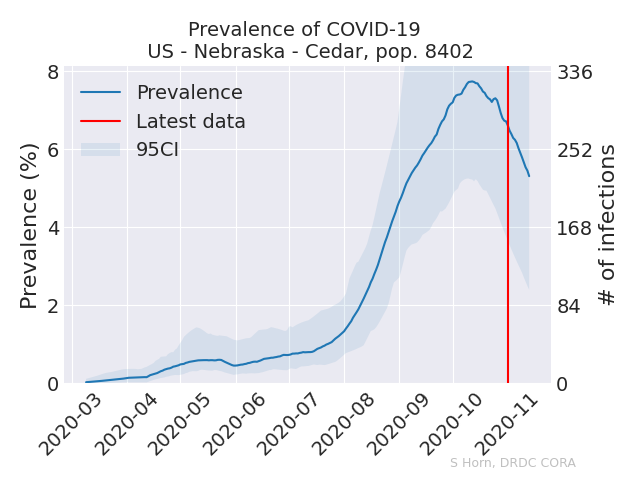 Prevalence of COVID-19
US - Nebraska - Cedar, pop. 8402
Prevalence
Latest data
95CI
Prevalence (%)
8
6
4
2
0
336
252
168
84
0
# of infections
2020-03
2020-04
2020-05
2020-06
2020-07
2020-08
2020-09
2020-10
2020-11
S Horn, DRDC CORA